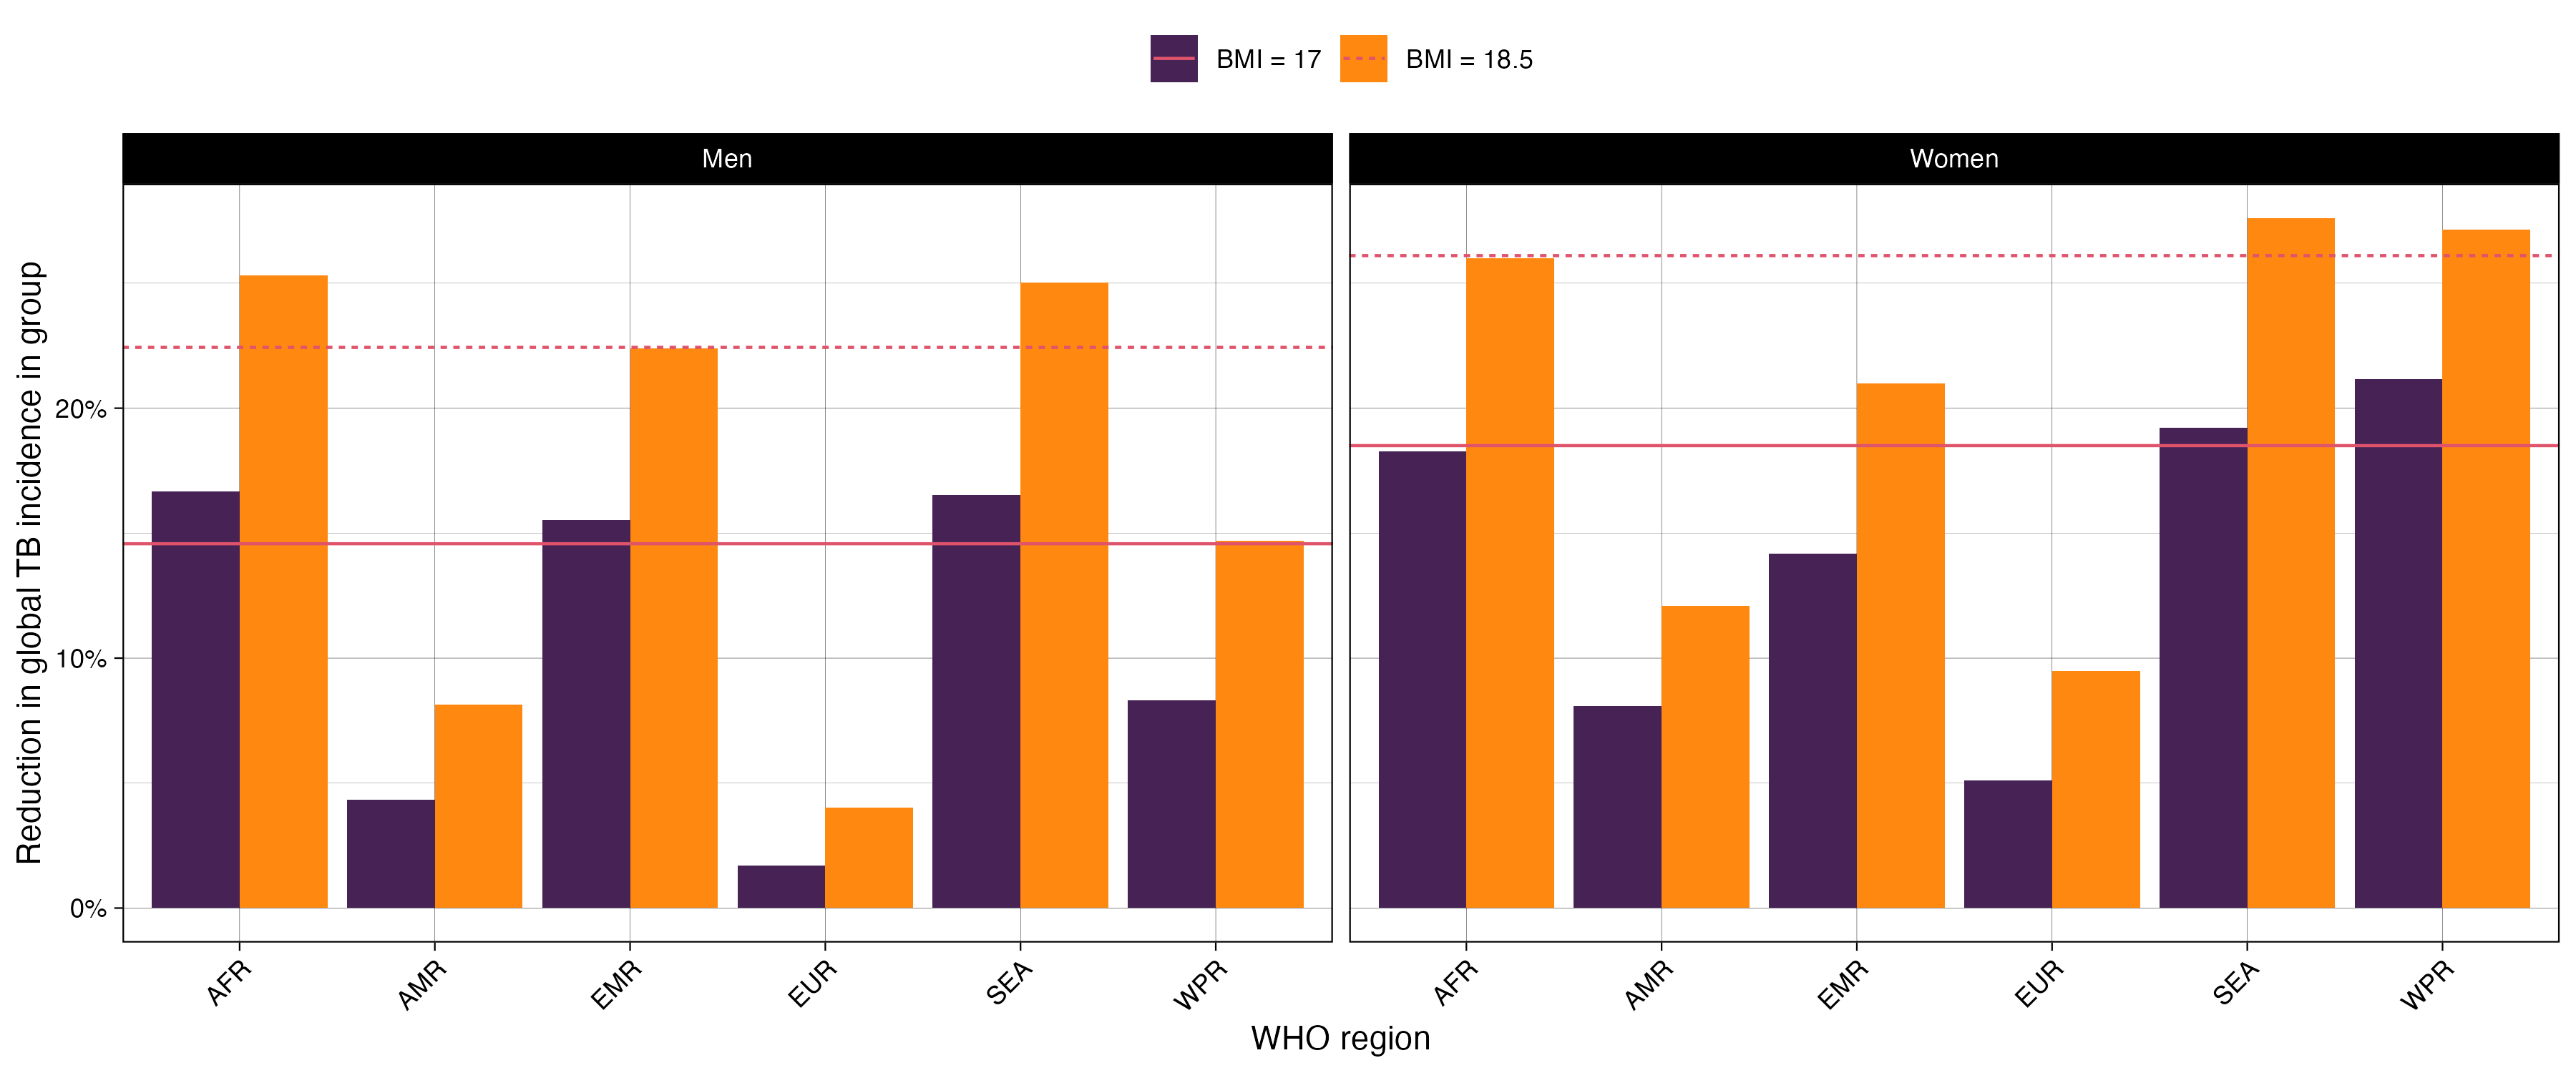 BMI = 17 BMI = 18.5
Men Women
Reduction in global TB incidence in group
20%
10%
0%
AFR AMR EMR EUR SEA WPR AFR AMR EMR EUR SEA WPR
WHO region